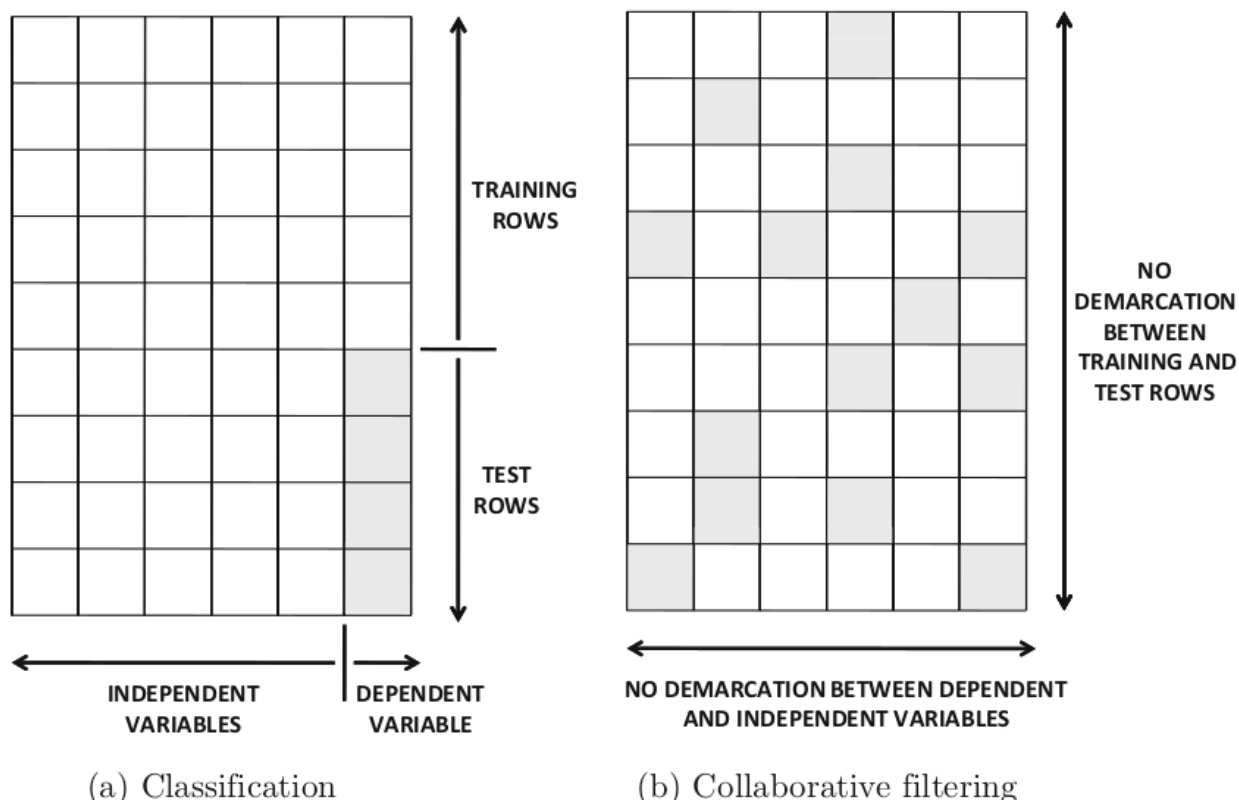 TRAINING
ROWS
TEST
ROWS
INDEPENDENT
VARIABLES
DEPENDENT
VARIABLE
(a) Classification
NO
DEMARCATION
BETWEEN
TRAINING AND
TEST ROWS
NO DEMARCATION BETWEEN DEPENDENT
AND INDEPENDENT VARIABLES
(b) Collaborative filtering